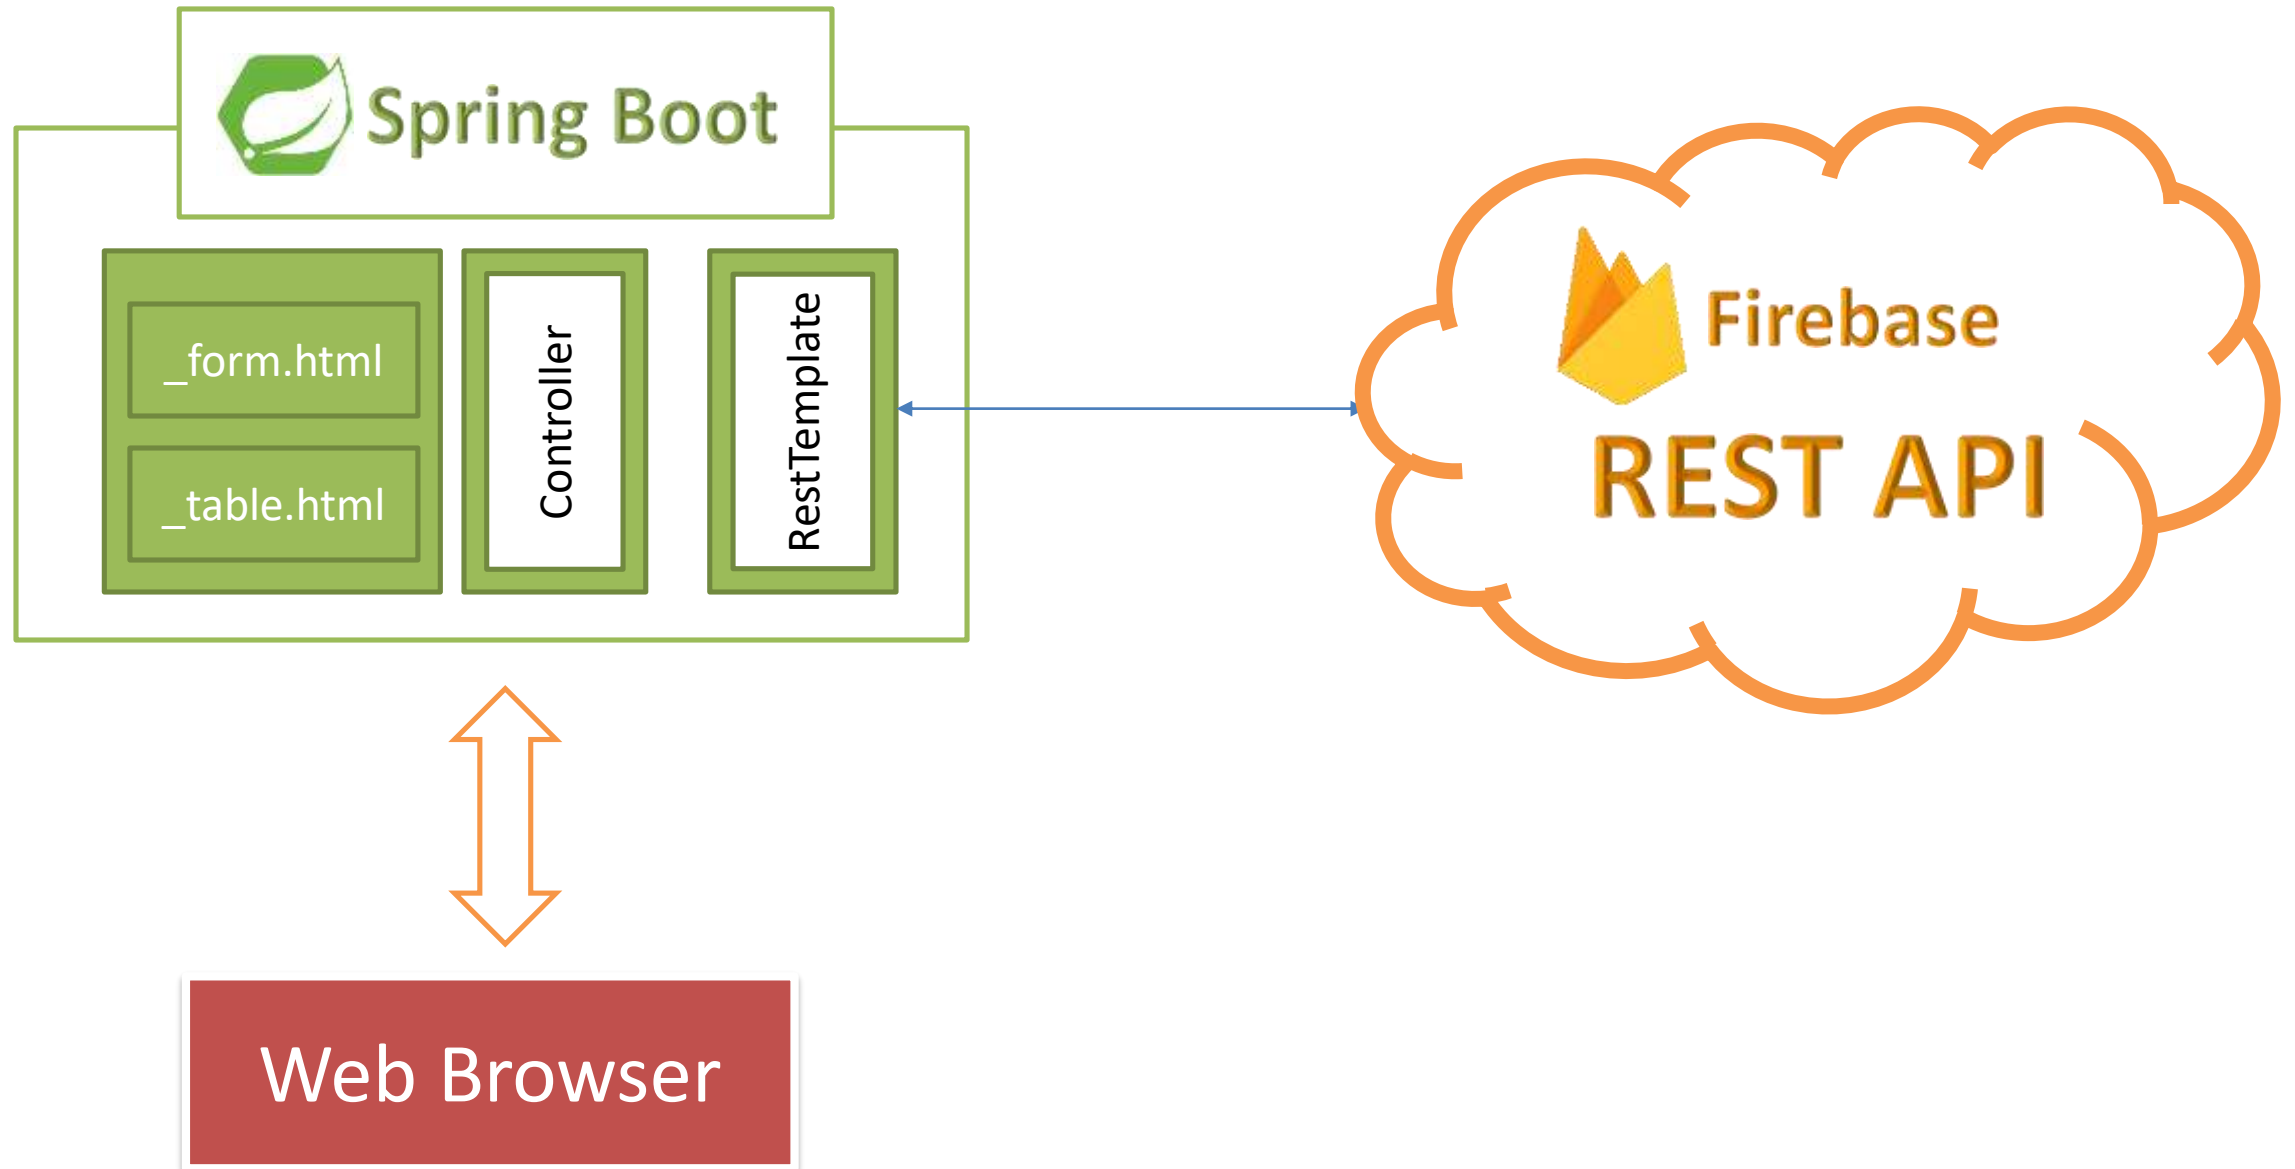 Spring Boot
_form.html
_table.html
Controller
RestTemplate
Firebase
REST API
Web Browser